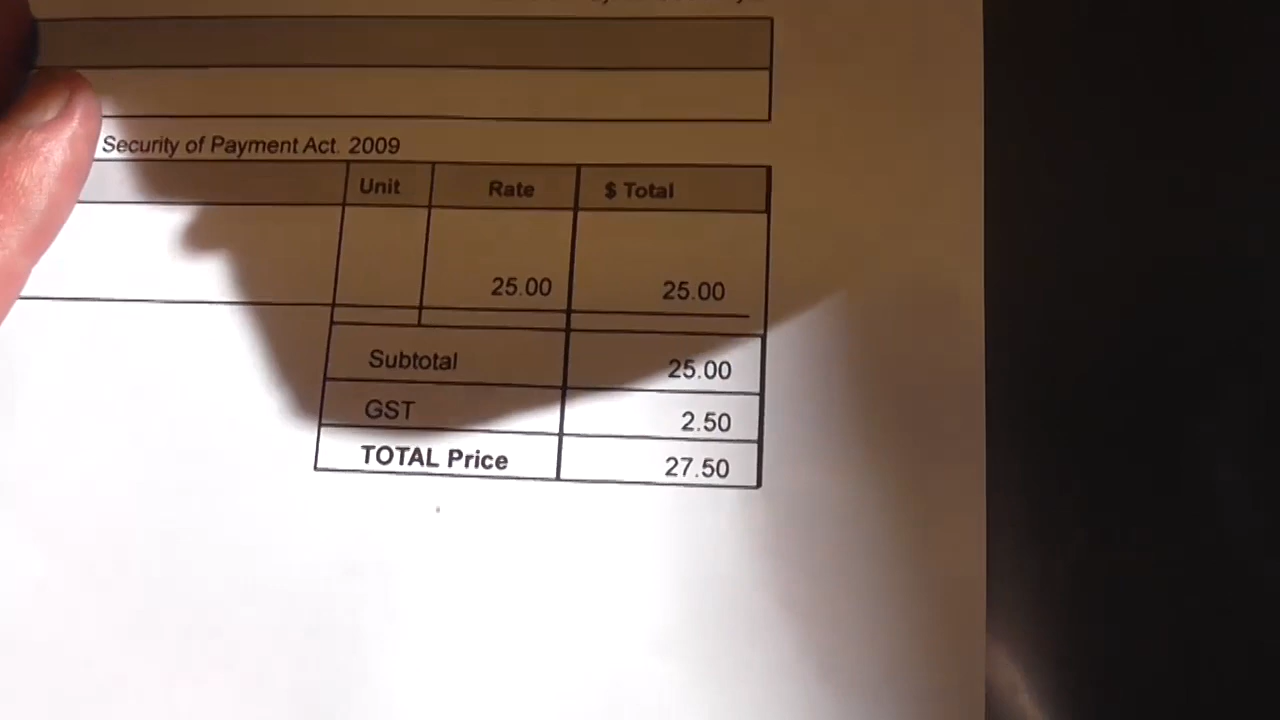 Security of Payment Act. 2009
Unit Rate $ Total
25.00 25.00
Subtotal 25.00
GST 2.50
TOTAL Price 27.50